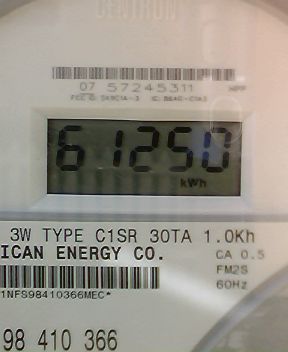 CENTRON
07 57245311
61250
kWh
3W TYPE C1SR 30TA 1.0Kh
ICAN ENERGY CO.
CA 0.5
FM2S
60Hz
1NFS98410366MEC*
98 410 366